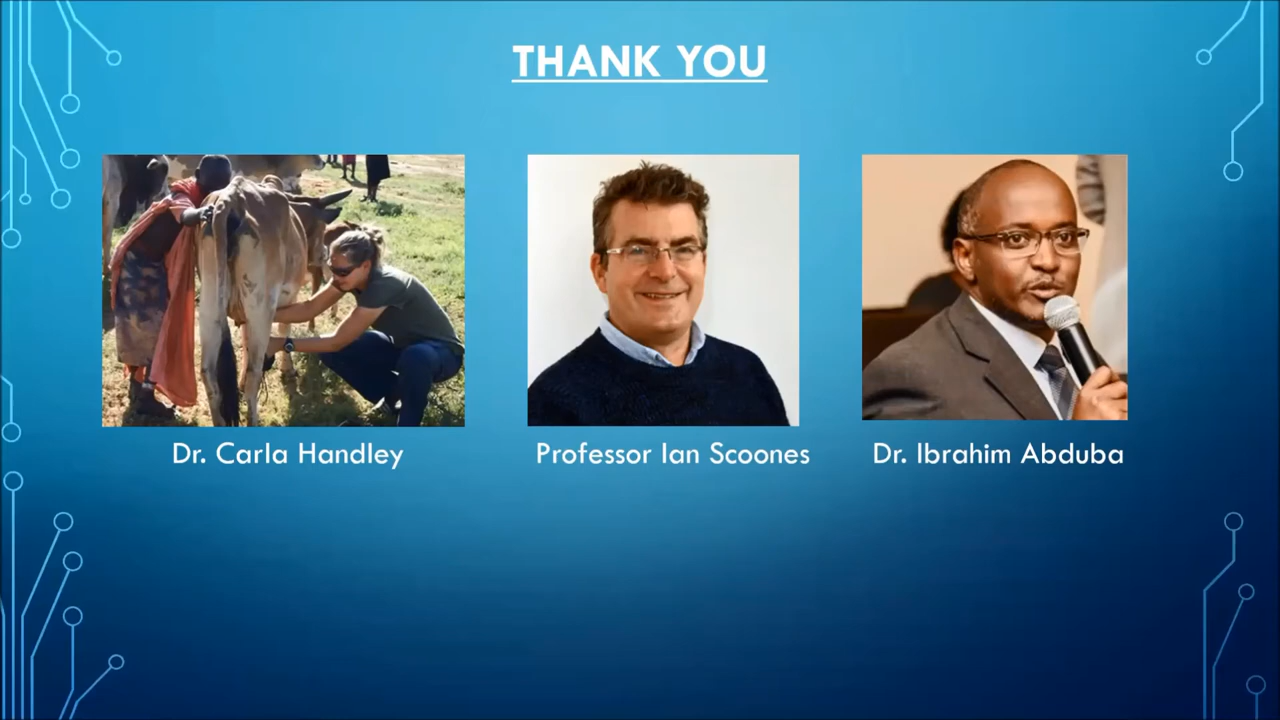 THANK YOU
Dr. Carla Handley
Professor Ian Scoones
Dr. Ibrahim Abduba